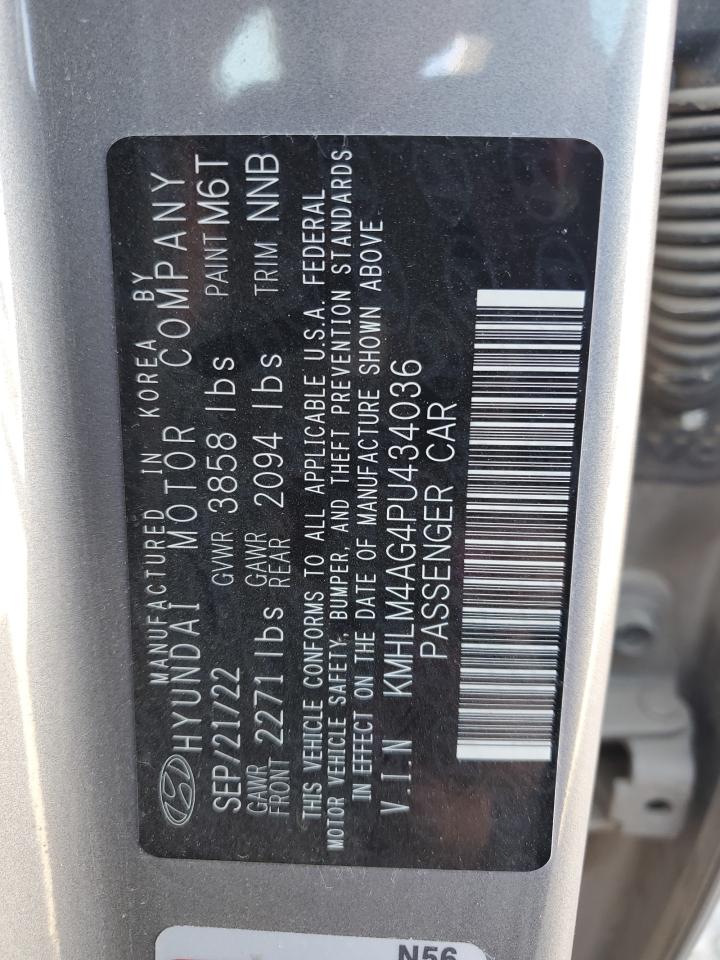 MANUFACTURED IN KOREA BY
HYUNDAI MOTOR COMPANY
SEP/21/22 GVWR 3858 lbs PAINT M6T
GAWR FRONT 2271 lbs GAWR REAR 2094 lbs TRIM NNB
THIS VEHICLE CONFORMS TO ALL APPLICABLE U.S.A. FEDERAL
MOTOR VEHICLE SAFETY, BUMPER, AND THEFT PREVENTION STANDARDS
IN EFFECT ON THE DATE OF MANUFACTURE SHOWN ABOVE
V.I.N KMHLM4AG4PU434036
PASSENGER CAR
N56